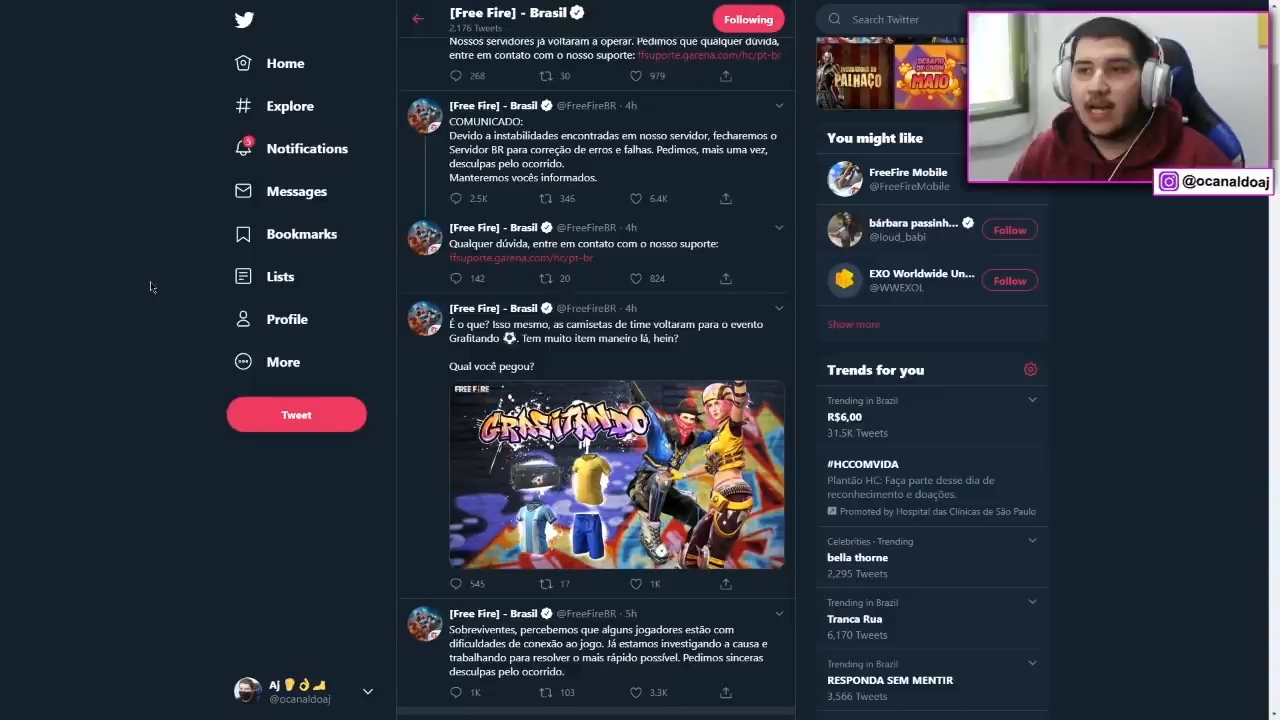 Home
Explore
5
Notifications
Messages
Bookmarks
Lists
Profile
More
Tweet
Aj
@ocanaldoaj
[Free Fire] - Brasil
2,176 Tweets
Following
Nossos servidores já voltaram a operar. Pedimos que qualquer dúvida,
entre em contato com o nosso suporte: ffsuporte.garena.com/hc/pt-br
268 30 979
[Free Fire] - Brasil @FreeFireBR · 4h
COMUNICADO:
Devido a instabilidades encontradas em nosso servidor, fecharemos o
Servidor BR para correção de erros e falhas. Pedimos, mais uma vez,
desculpas pelo ocorrido.
Manteremos vocês informados.
2.5K 346 6.4K
[Free Fire] - Brasil @FreeFireBR · 4h
Qualquer dúvida, entre em contato com o nosso suporte:
ffsuporte.garena.com/hc/pt-br
142 20 824
[Free Fire] - Brasil @FreeFireBR · 4h
É o que? Isso mesmo, as camisetas de time voltaram para o evento
Grafitando ⚽. Tem muito item maneiro lá, hein?
Qual você pegou?
FREE FIRE
GRAFITANDO
545 17 1K
[Free Fire] - Brasil @FreeFireBR · 5h
Sobreviventes, percebemos que alguns jogadores estão com
dificuldades de conexão ao jogo. Já estamos investigando a causa e
trabalhando para resolver o mais rápido possível. Pedimos sinceras
desculpas pelo ocorrido.
1K 103 3.3K
Search Twitter
PALHAÇO
MAIO
@ocanaldoaj
You might like
FreeFire Mobile
@FreeFireMobile
bárbara passinh...
@loud_babi
Follow
EXO Worldwide Un...
@WWEXOL
Follow
Show more
Trends for you
Trending in Brazil
R$6,00
31.5K Tweets
#HCCOMVIDA
Plantão HC: Faça parte desse dia de
reconhecimento e doações.
Promoted by Hospital das Clínicas de São Paulo
Celebrities · Trending
bella thorne
2,295 Tweets
Trending in Brazil
Tranca Rua
6,170 Tweets
Trending in Brazil
RESPONDA SEM MENTIR
3,566 Tweets